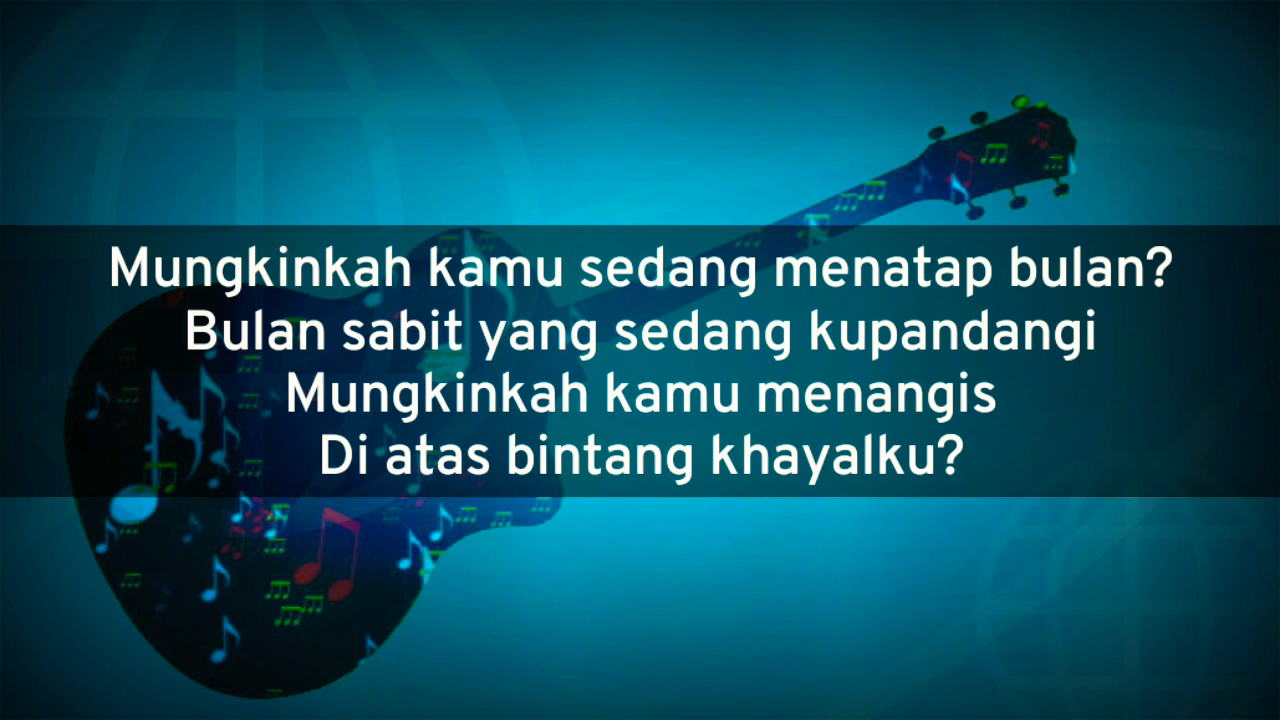 Mungkinkah kamu sedang menatap bulan?
Bulan sabit yang sedang kupandangi
Mungkinkah kamu menangis
Di atas bintang khayalku?